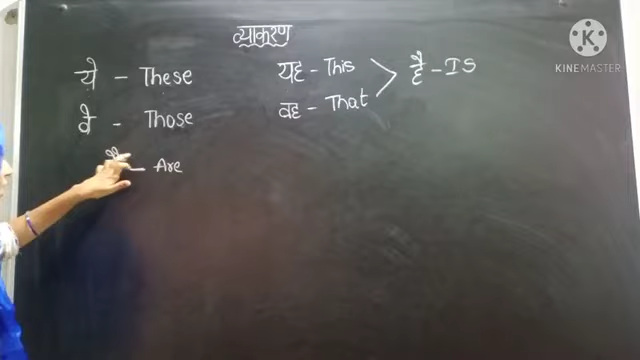 व्याकरण
ये - These
वे - Those
- Are
यह - This
वह - That
है - IS
KINEMASTER